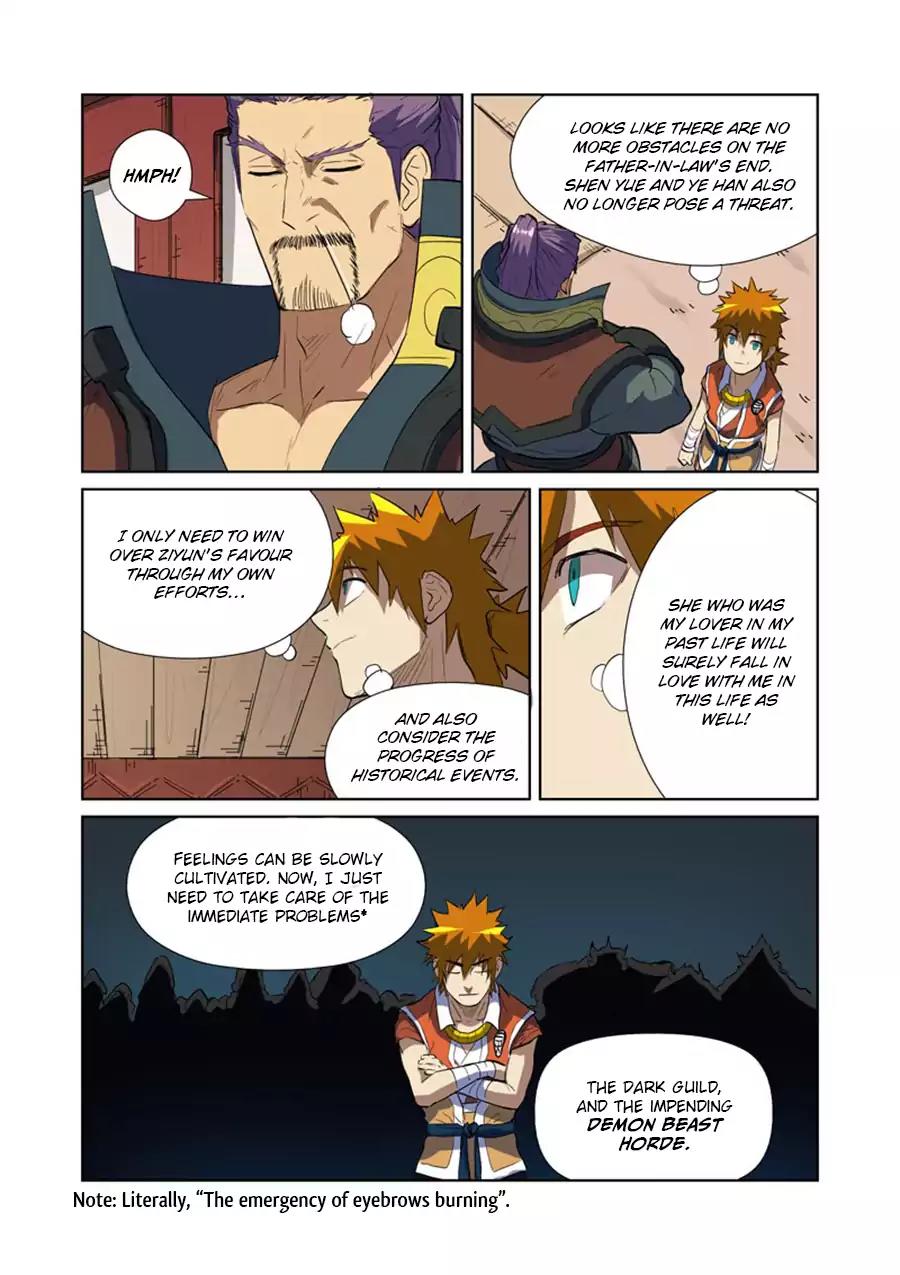 HMPH!
LOOKS LIKE THERE ARE NO
MORE OBSTACLES ON THE
FATHER-IN-LAW'S END.
SHEN YUE AND YE HAN ALSO
NO LONGER POSE A THREAT.
I ONLY NEED TO WIN
OVER ZIYUN'S FAVOUR
THROUGH MY OWN
EFFORTS...
AND ALSO
CONSIDER THE
PROGRESS OF
HISTORICAL EVENTS.
SHE WHO WAS
MY LOVER IN MY
PAST LIFE WILL
SURELY FALL IN
LOVE WITH ME IN
THIS LIFE AS
WELL!
FEELINGS CAN BE SLOWLY
CULTIVATED. NOW, I JUST
NEED TO TAKE CARE OF THE
IMMEDIATE PROBLEMS*
THE DARK GUILD,
AND THE IMPENDING
DEMON BEAST
HORDE.
Note: Literally, “The emergency of eyebrows burning”.